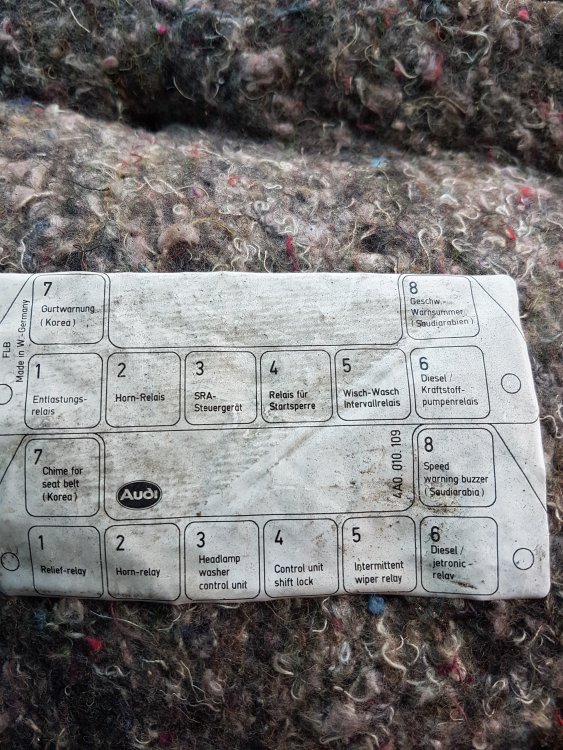 FLB
Made in W.-Germany
7
Gurtwarnung
( Korea )
8
Geschw.-
Warnsummer
( Saudiarabien )
1
Entlastungs-
relais
2
Horn-Relais
3
SRA-
Steuergerät
4
Relais für
Startsperre
5
Wisch-Wasch
Intervallrelais
6
Diesel /
Kraftstoff-
pumpenrelais
7
Chime for
seat belt
( Korea )
Audi
4A0 010 109
8
Speed
warning buzzer
( Saudiarabia )
1
Relief-relay
2
Horn-relay
3
Headlamp
washer
control unit
4
Control unit
shift lock
5
Intermittent
wiper relay
6
Diesel /
jetronic -
relay